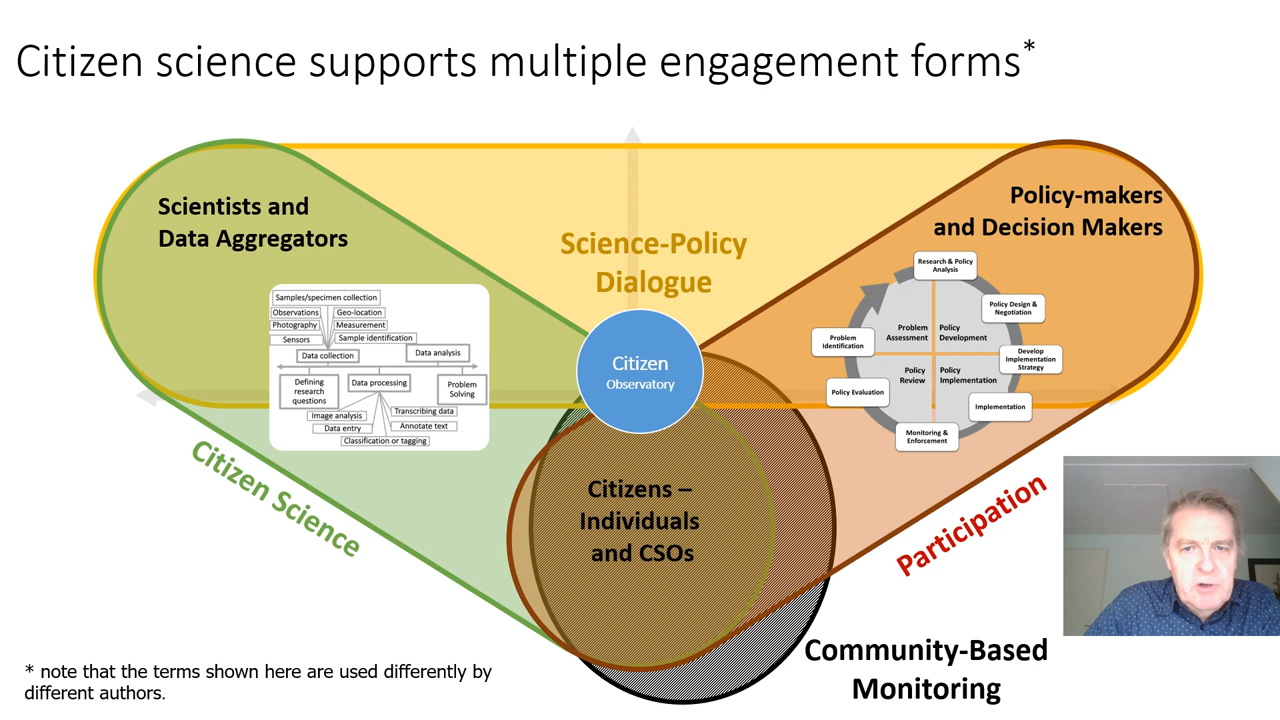 Citizen science supports multiple engagement forms*
Scientists and
Data Aggregators
Science-Policy
Dialogue
Policy-makers
and Decision Makers
Samples/specimen collection
Observations
Geo-location
Photography
Measurement
Sensors
Sample identification
Data collection
Data analysis
Defining
research
questions
Data processing
Problem
Solving
Image analysis
Transcribing data
Data entry
Annotate text
Classification or tagging
Citizen
Observatory
Research & Policy
Analysis
Policy Design &
Negotiation
Problem
Identification
Problem
Assessment
Policy
Development
Develop
Implementation
Strategy
Policy
Review
Policy
Implementation
Policy Evaluation
Implementation
Monitoring &
Enforcement
Citizen Science
Citizens –
Individuals
and CSOs
Participation
Community-Based
Monitoring
* note that the terms shown here are used differently by
different authors.